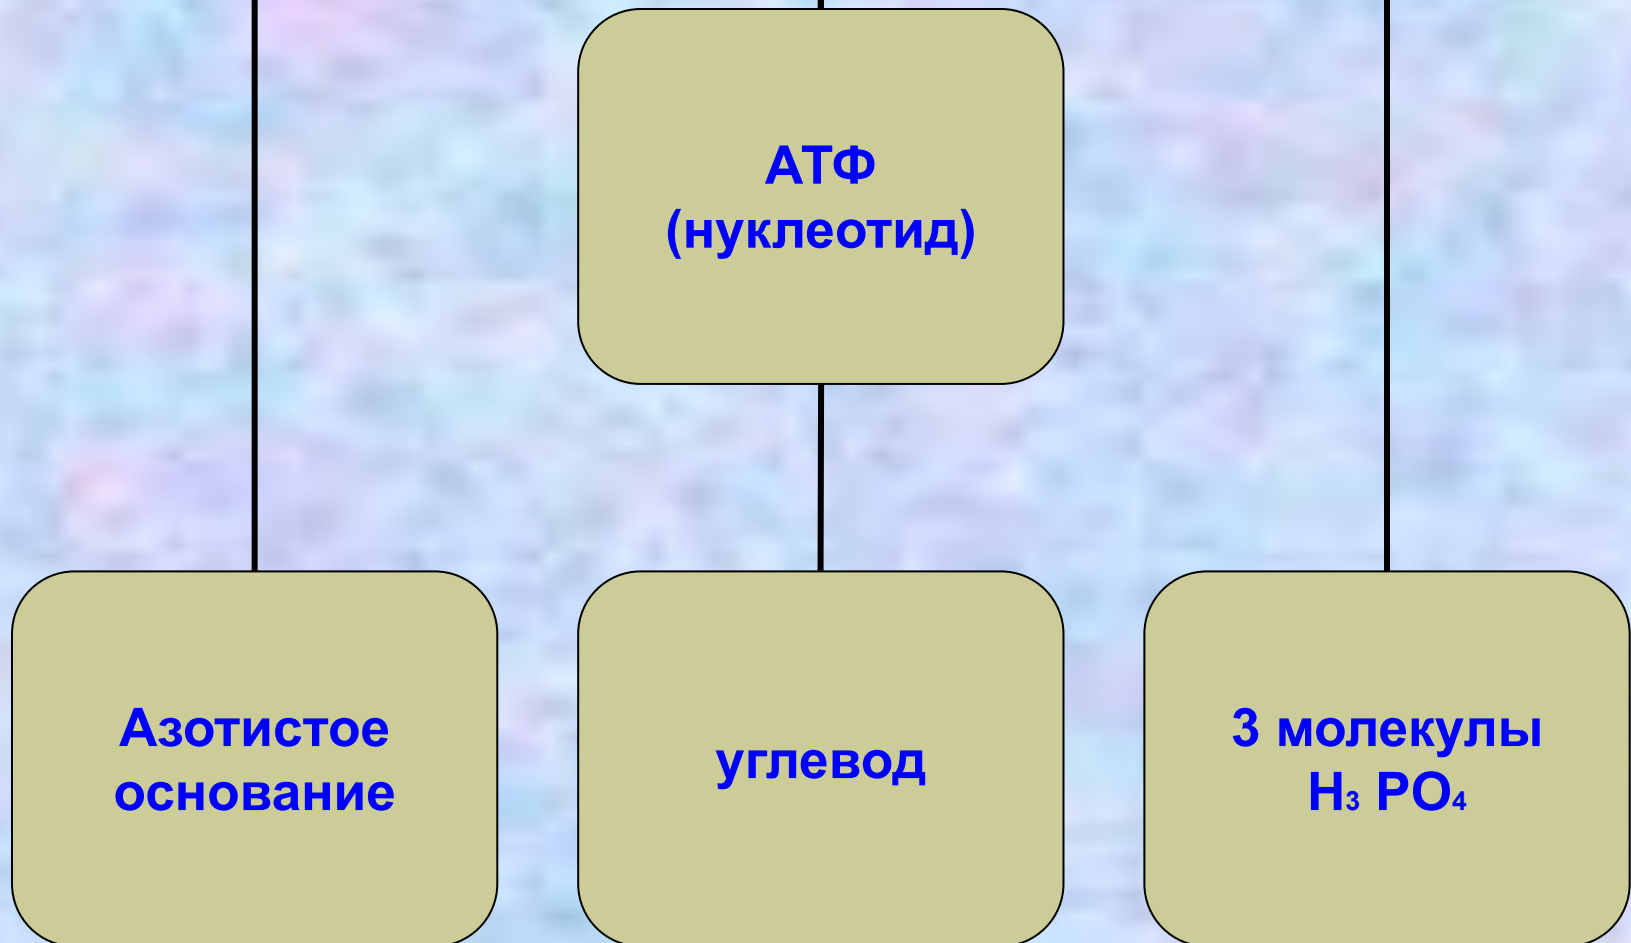 АТФ
(нуклеотид)
Азотистое
основание
углевод
3 молекулы
H₃ PO₄